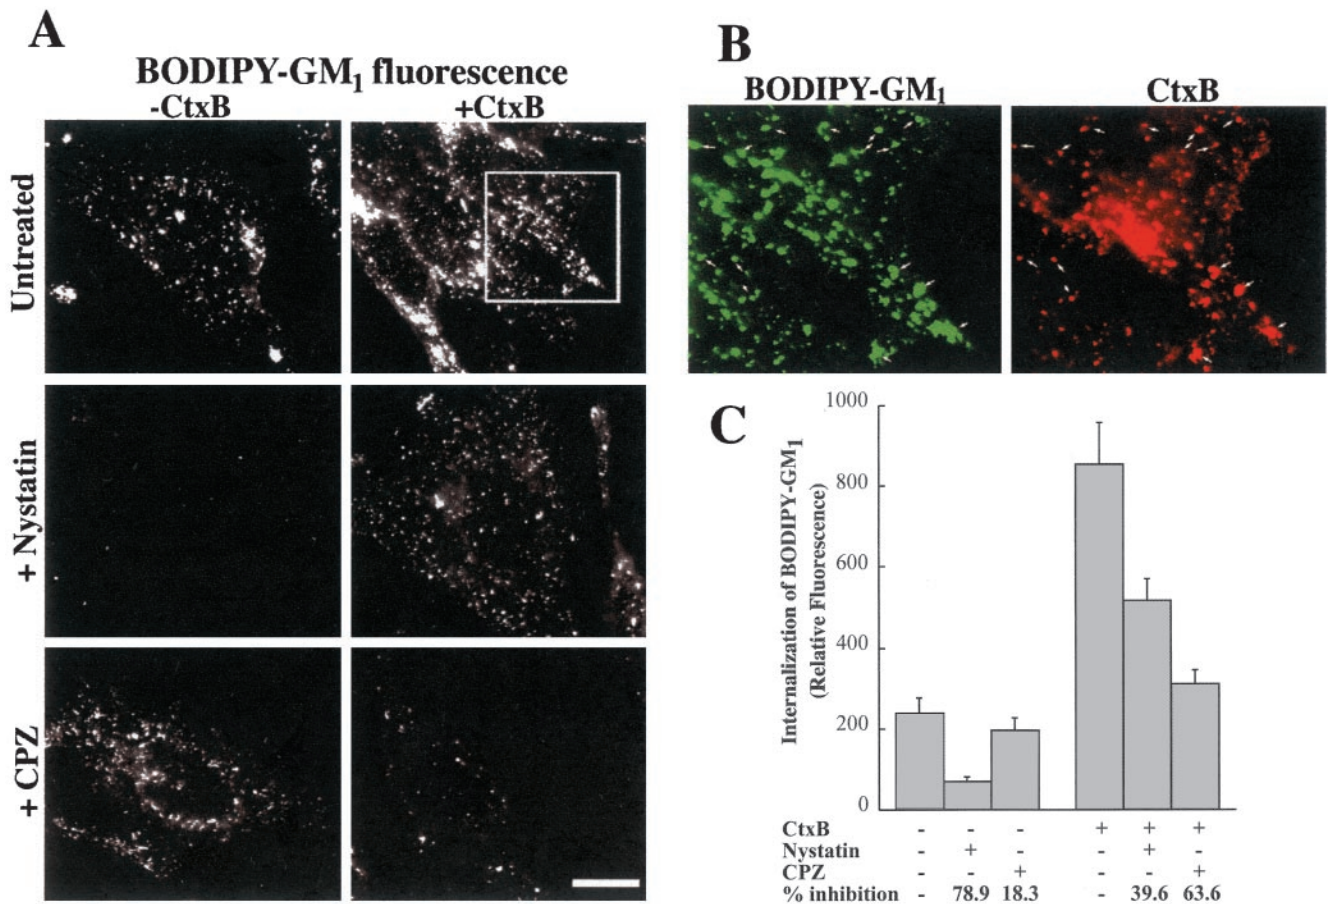 A
BODIPY-GM1 fluorescence
-CtxB +CtxB
Untreated
+ Nystatin
+ CPZ
B
BODIPY-GM1 CtxB
C
Internalization of BODIPY-GM1
(Relative Fluorescence)
1000
800
600
400
200
0
CtxB - - - + + +
Nystatin - + - - + -
CPZ - - + - - +
% inhibition - 78.9 18.3 - 39.6 63.6